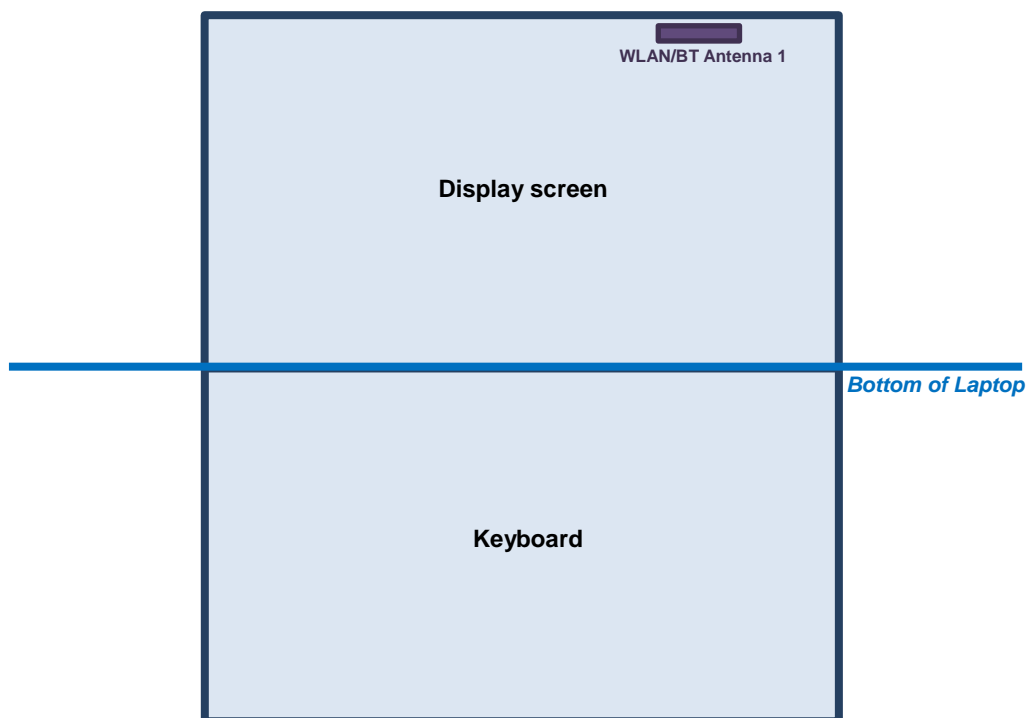 WLAN/BT Antenna 1
Display screen
Bottom of Laptop
Keyboard